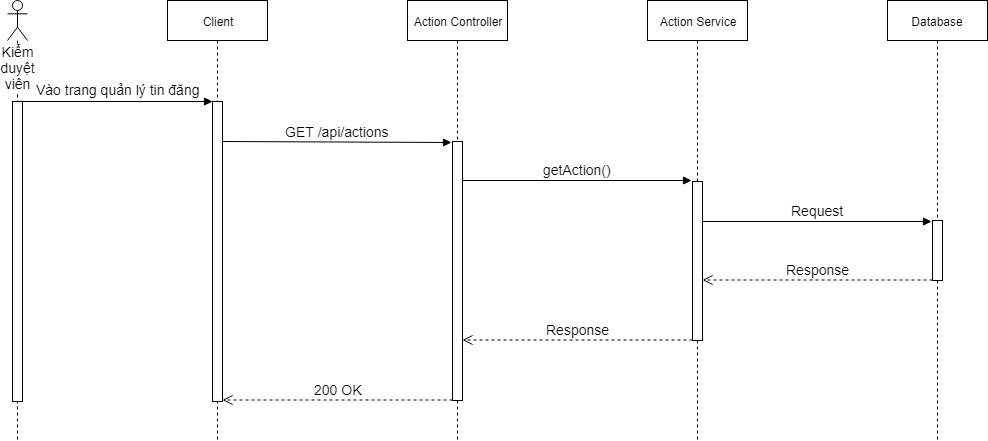 Client
Action Controller
Action Service
Database
Kiểm
duyệt
viên
Vào trang quản lý tin đăng
GET /api/actions
getAction()
Request
Response
Response
200 OK